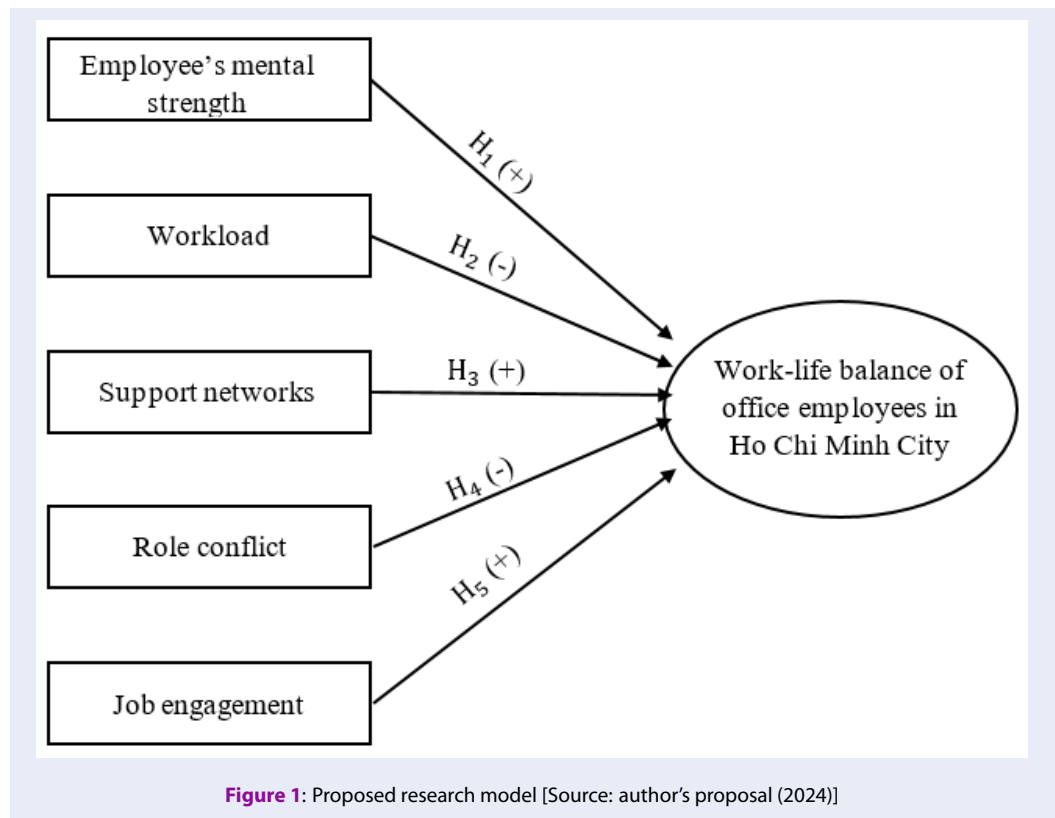 Employee's mental
strength
H₁ (+)
Workload
H₂ (-)
Support networks
H₃ (+)
Work-life balance of
office employees in
Ho Chi Minh City
Role conflict
H₄ (-)
Job engagement
H₅ (+)
Figure 1: Proposed research model [Source: author's proposal (2024)]